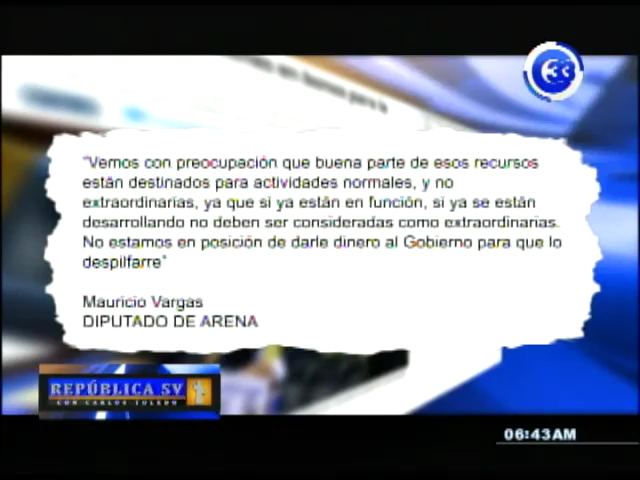 33
"Vemos con preocupación que buena parte de esos recursos
están destinados para actividades normales, y no
extraordinarias, ya que si ya están en función, si ya se están
desarrollando no deben ser consideradas como extraordinarias.
No estamos en posición de darle dinero al Gobierno para que lo
despilfarre"
Mauricio Vargas
DIPUTADO DE ARENA
REPÚBLICA SV
CON CARLOS TOLEDO
06:43AM